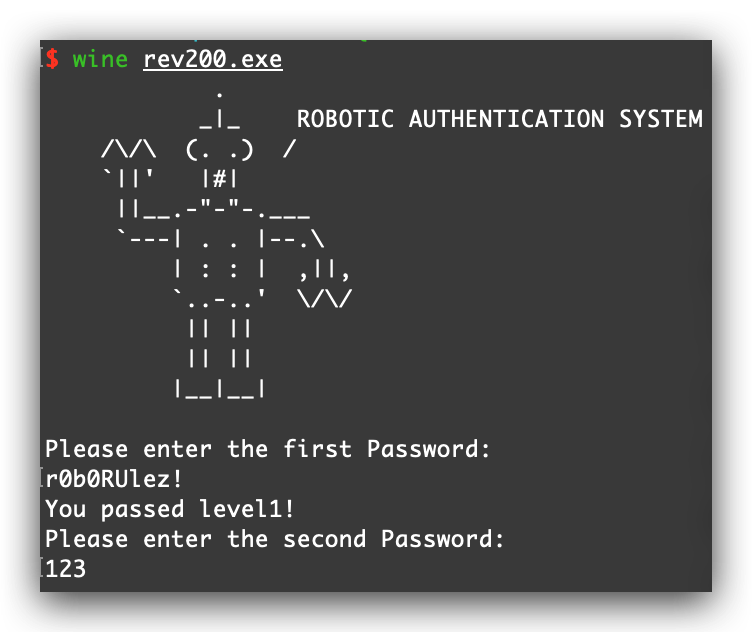 $ wine rev200.exe
ROBOTIC AUTHENTICATION SYSTEM
Please enter the first Password:
r0b0RUlez!
You passed level1!
Please enter the second Password:
123